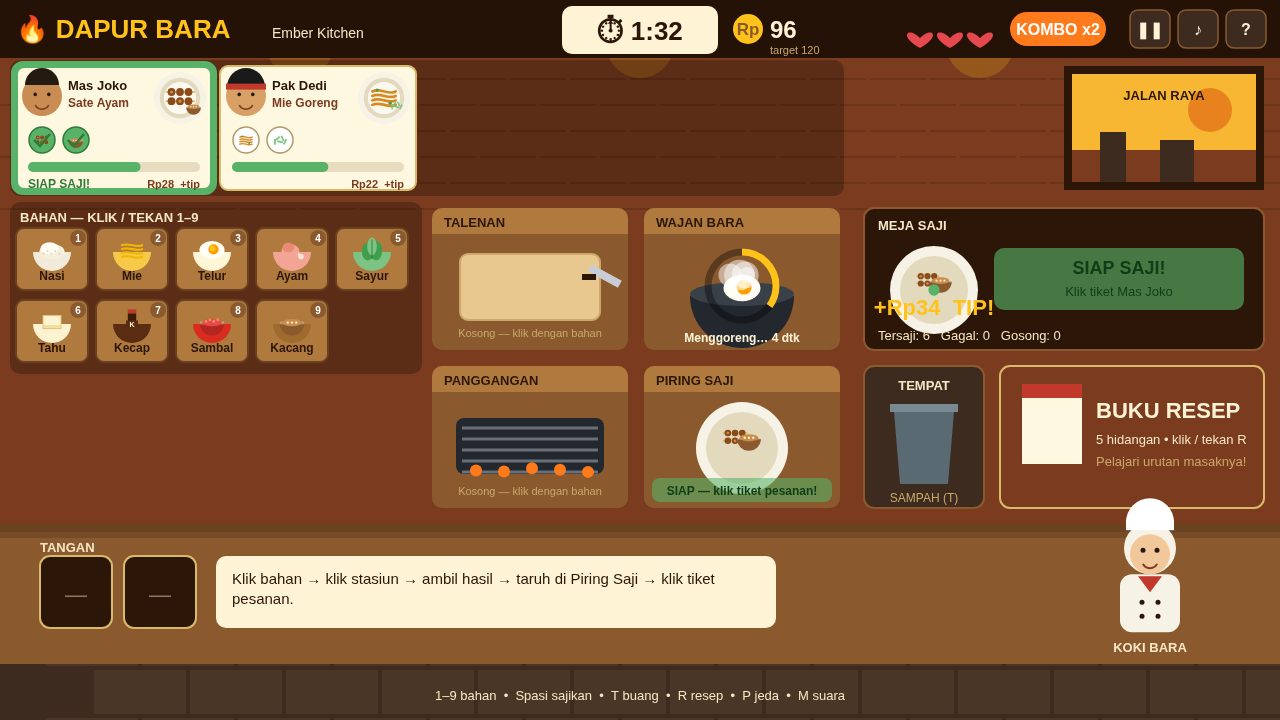 🔥 DAPUR BARA
Ember Kitchen
⏱ 1:32
Rp 96
target 120
KOMBO x2
❚❚
♪
?
Mas Joko
Sate Ayam
SIAP SAJI!
Rp28 +tip
Pak Dedi
Mie Goreng
Rp22 +tip
JALAN RAYA
BAHAN — KLIK / TEKAN 1–9
1
Nasi
2
Mie
3
Telur
4
Ayam
5
Sayur
6
Tahu
7
K
Kecap
8
Sambal
9
Kacang
TALENAN
Kosong — klik dengan bahan
WAJAN BARA
Menggoreng… 4 dtk
MEJA SAJI
SIAP SAJI!
Klik tiket Mas Joko
+Rp34 TIP!
Tersaji: 6 Gagal: 0 Gosong: 0
PANGGANGAN
Kosong — klik dengan bahan
PIRING SAJI
SIAP — klik tiket pesanan!
TEMPAT
SAMPAH (T)
BUKU RESEP
5 hidangan • klik / tekan R
Pelajari urutan masaknya!
TANGAN
—
—
Klik bahan → klik stasiun → ambil hasil → taruh di Piring Saji → klik tiket
pesanan.
KOKI BARA
1–9 bahan • Spasi sajikan • T buang • R resep • P jeda • M suara